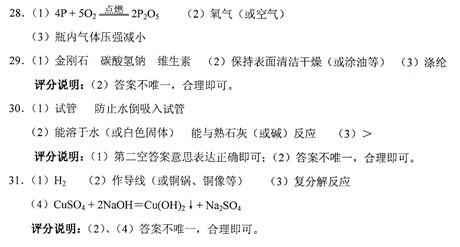 28.（1）4P + 5O₂ 点燃 2P₂O₅ （2）氧气（或空气）
（3）瓶内气体压强减小
29.（1）金刚石 碳酸氢钠 维生素 （2）保持表面清洁干燥（或涂油等） （3）涤纶
评分说明：（2）答案不唯一，合理即可。
30.（1）试管 防止水倒吸入试管
（2）能溶于水（或白色固体） 能与熟石灰（或碱）反应 （3）＞
评分说明：（1）第二空答案意思表达正确即可；（2）答案不唯一，合理即可。
31.（1）H₂ （2）作导线（或铜锅、铜像等） （3）复分解反应
（4）CuSO₄ + 2NaOH＝Cu(OH)₂↓+ Na₂SO₄
评分说明：（2）、（4）答案不唯一，合理即可。